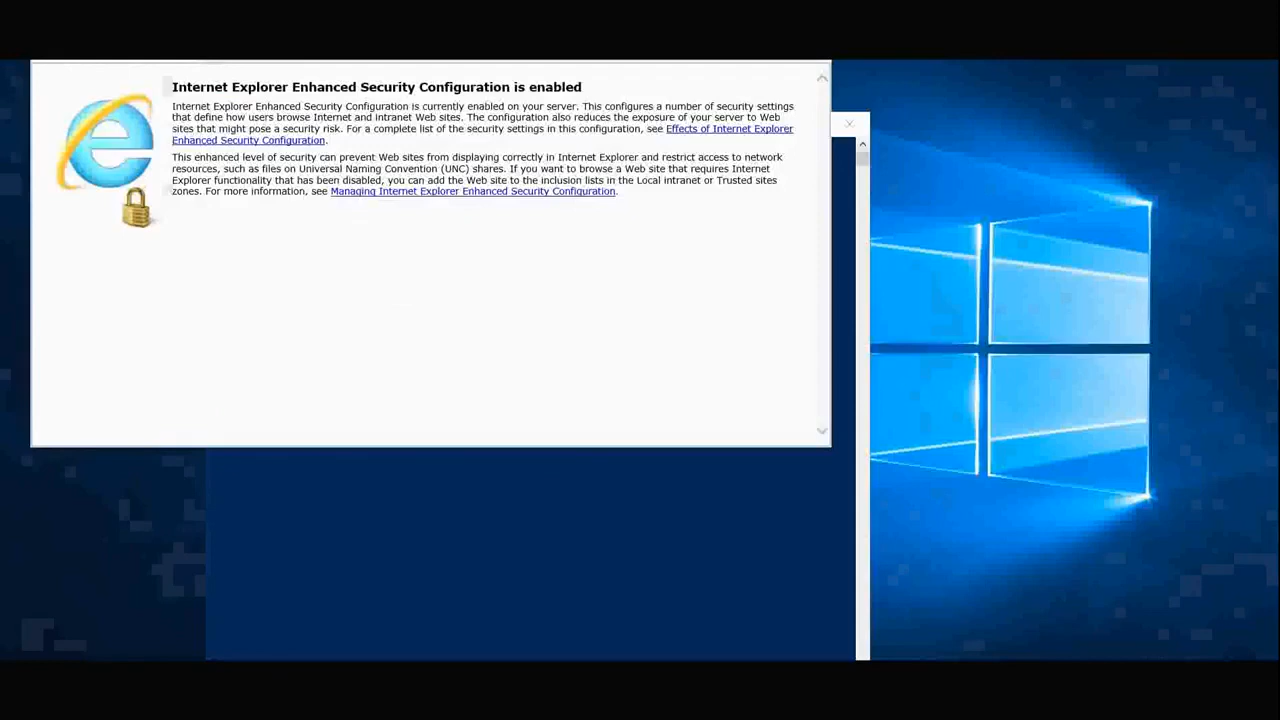 Internet Explorer Enhanced Security Configuration is enabled
Internet Explorer Enhanced Security Configuration is currently enabled on your server. This configures a number of security settings
that define how users browse Internet and intranet Web sites. The configuration also reduces the exposure of your server to Web
sites that might pose a security risk. For a complete list of the security settings in this configuration, see Effects of Internet Explorer
Enhanced Security Configuration.
This enhanced level of security can prevent Web sites from displaying correctly in Internet Explorer and restrict access to network
resources, such as files on Universal Naming Convention (UNC) shares. If you want to browse a Web site that requires Internet
Explorer functionality that has been disabled, you can add the Web site to the inclusion lists in the Local intranet or Trusted sites
zones. For more information, see Managing Internet Explorer Enhanced Security Configuration.